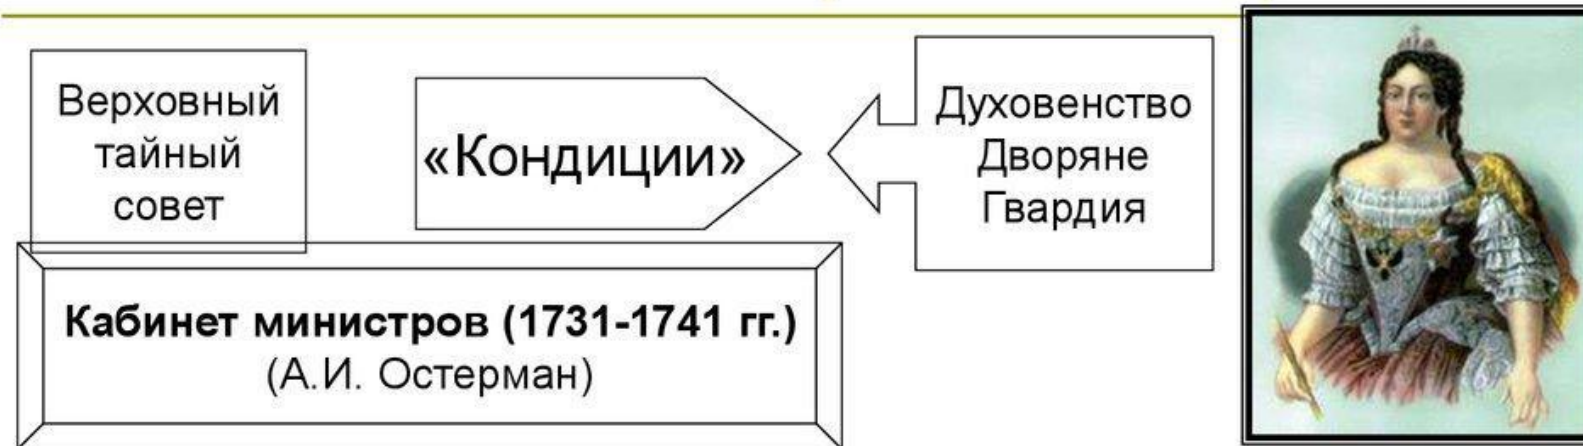 Верховный
тайный
совет
«Кондиции»
Духовенство
Дворяне
Гвардия
Кабинет министров (1731-1741 гг.)
(А.И. Остерман)